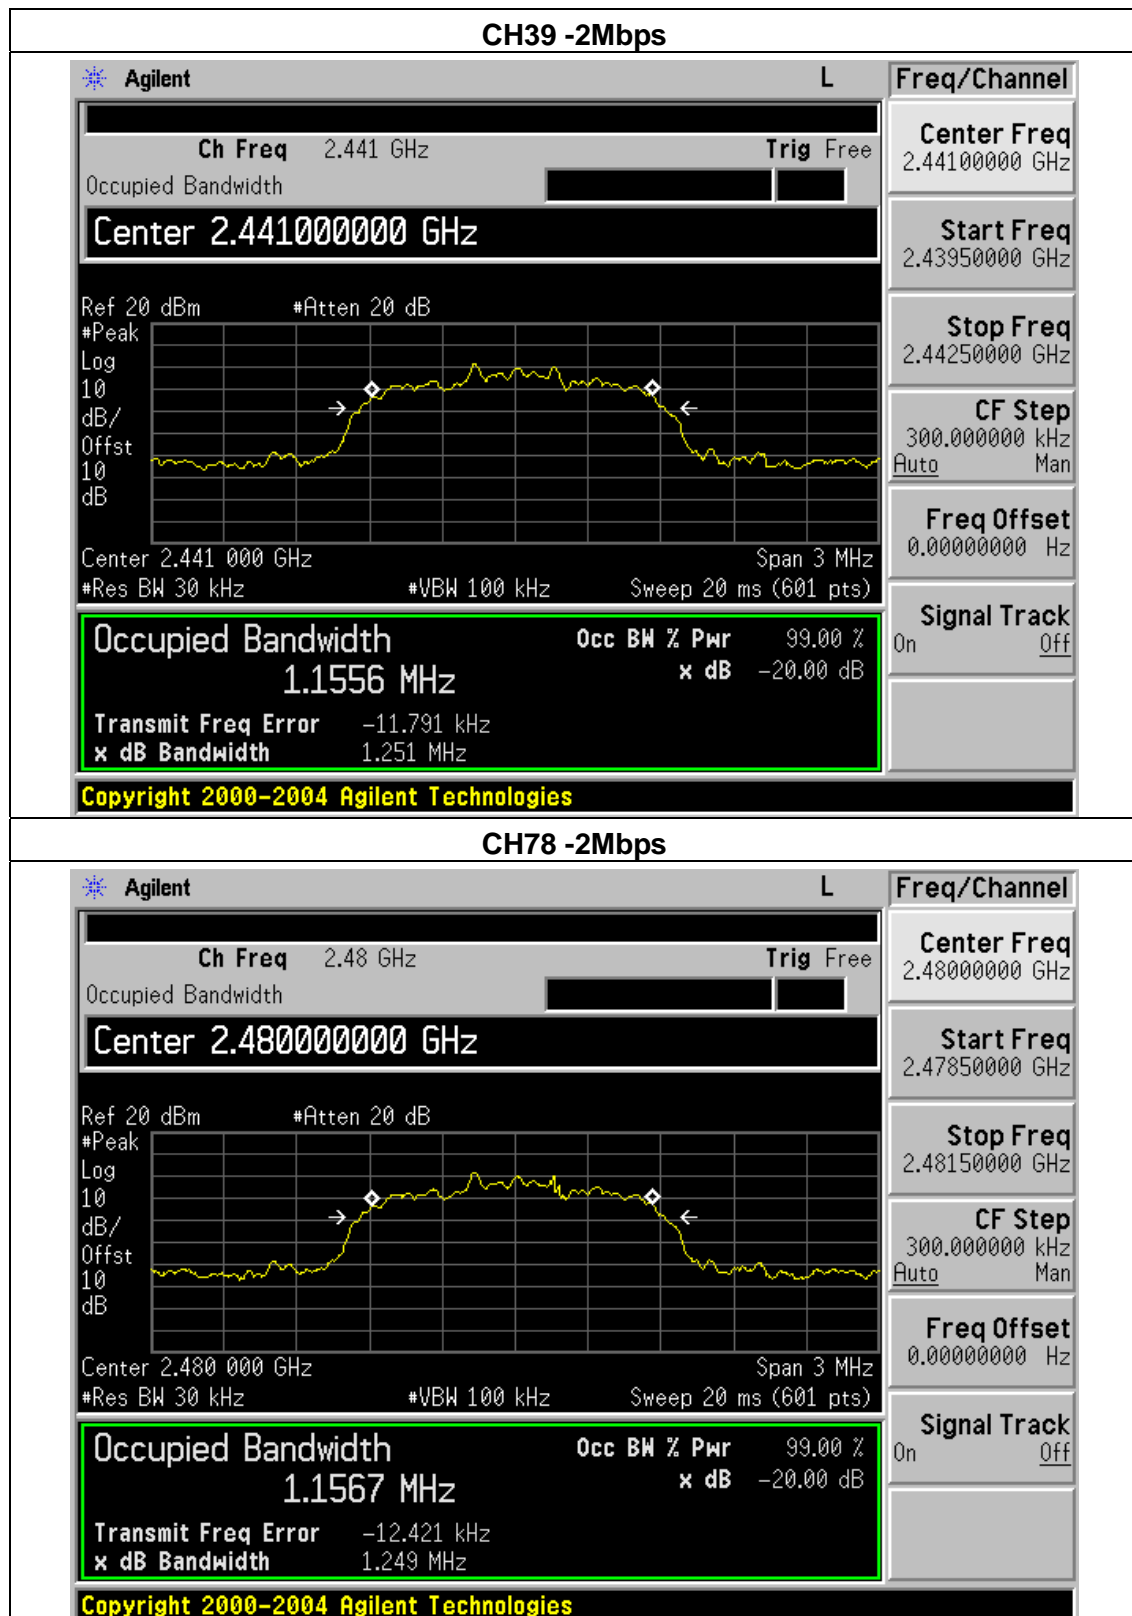 CH39 -2Mbps
Agilent L Freq/Channel
Ch Freq 2.441 GHz Trig Free
Occupied Bandwidth
Center 2.441000000 GHz
Center Freq
2.44100000 GHz
Start Freq
2.43950000 GHz
Stop Freq
2.44250000 GHz
CF Step
300.000000 kHz
Auto Man
Freq Offset
0.00000000 Hz
Signal Track
On Off
Ref 20 dBm #Atten 20 dB
#Peak
Log
10
dB/
Offst
10
dB
Center 2.441 000 GHz Span 3 MHz
#Res BW 30 kHz #VBW 100 kHz Sweep 20 ms (601 pts)
Occupied Bandwidth Occ BW % Pwr 99.00 %
1.1556 MHz x dB -20.00 dB
Transmit Freq Error -11.791 kHz
x dB Bandwidth 1.251 MHz
Copyright 2000-2004 Agilent Technologies
CH78 -2Mbps
Agilent L Freq/Channel
Ch Freq 2.48 GHz Trig Free
Occupied Bandwidth
Center 2.480000000 GHz
Center Freq
2.48000000 GHz
Start Freq
2.47850000 GHz
Stop Freq
2.48150000 GHz
CF Step
300.000000 kHz
Auto Man
Freq Offset
0.00000000 Hz
Signal Track
On Off
Ref 20 dBm #Atten 20 dB
#Peak
Log
10
dB/
Offst
10
dB
Center 2.480 000 GHz Span 3 MHz
#Res BW 30 kHz #VBW 100 kHz Sweep 20 ms (601 pts)
Occupied Bandwidth Occ BW % Pwr 99.00 %
1.1567 MHz x dB -20.00 dB
Transmit Freq Error -12.421 kHz
x dB Bandwidth 1.249 MHz
Copyright 2000-2004 Agilent Technologies